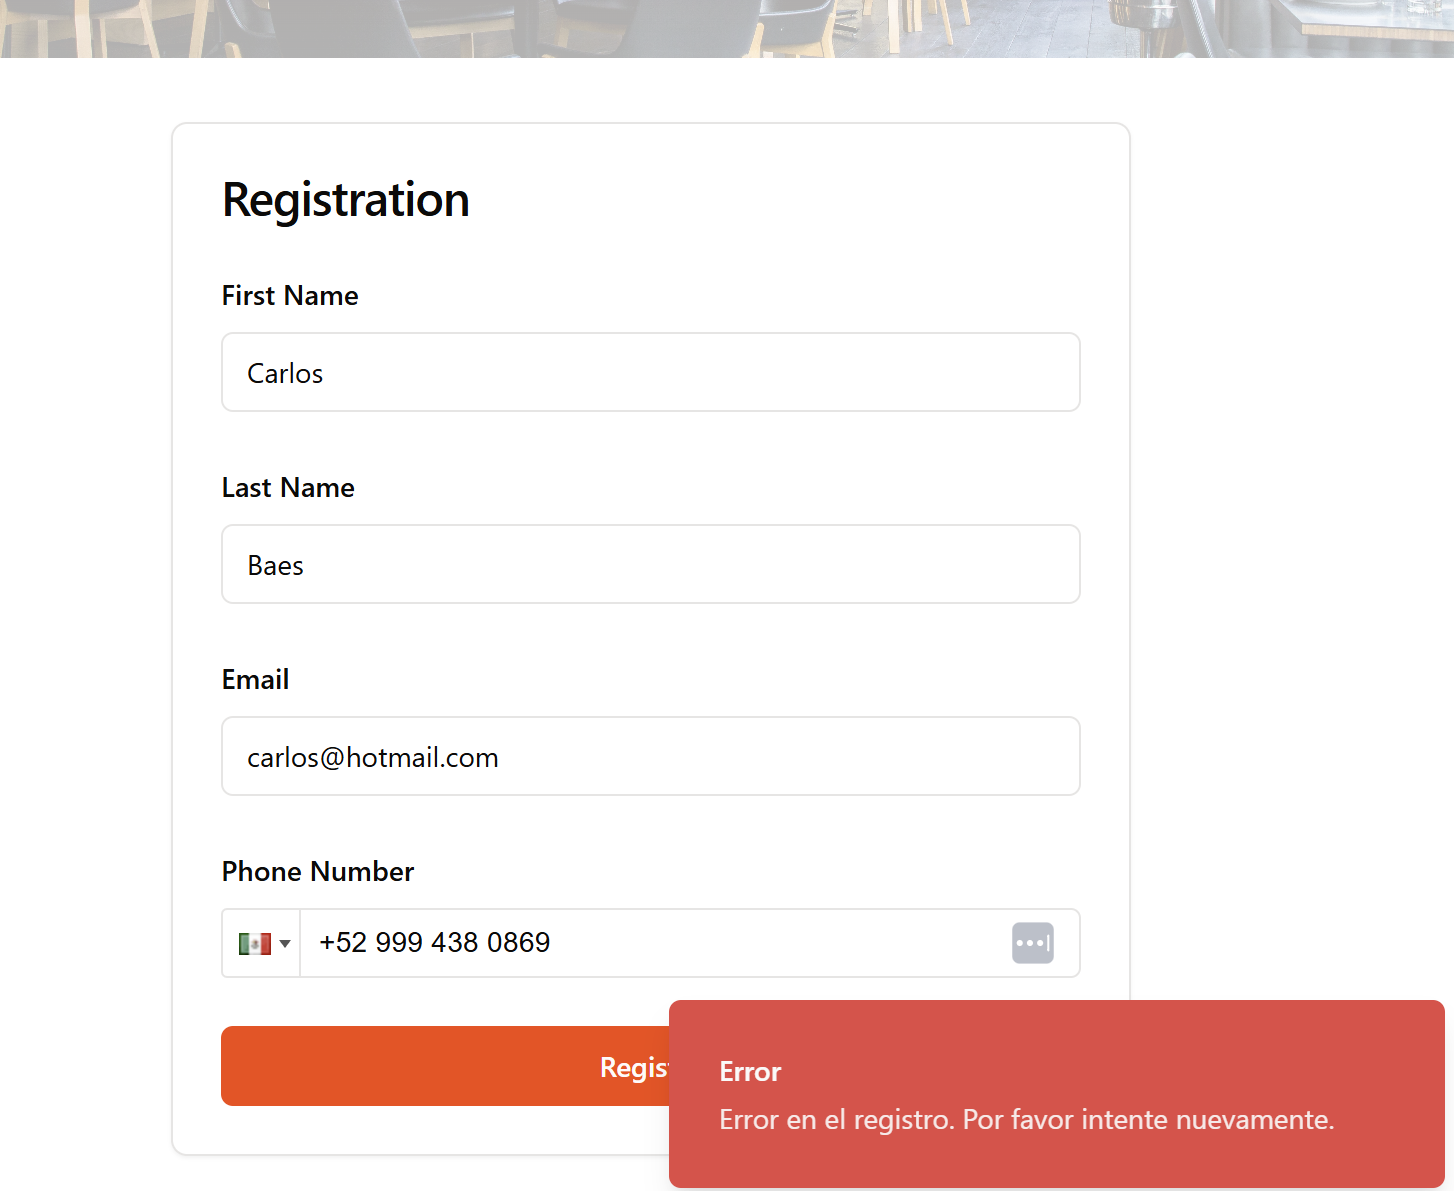 Registration
First Name
Carlos
Last Name
Baes
Email
carlos@hotmail.com
Phone Number
+52 999 438 0869
Regis
Error
Error en el registro. Por favor intente nuevamente.